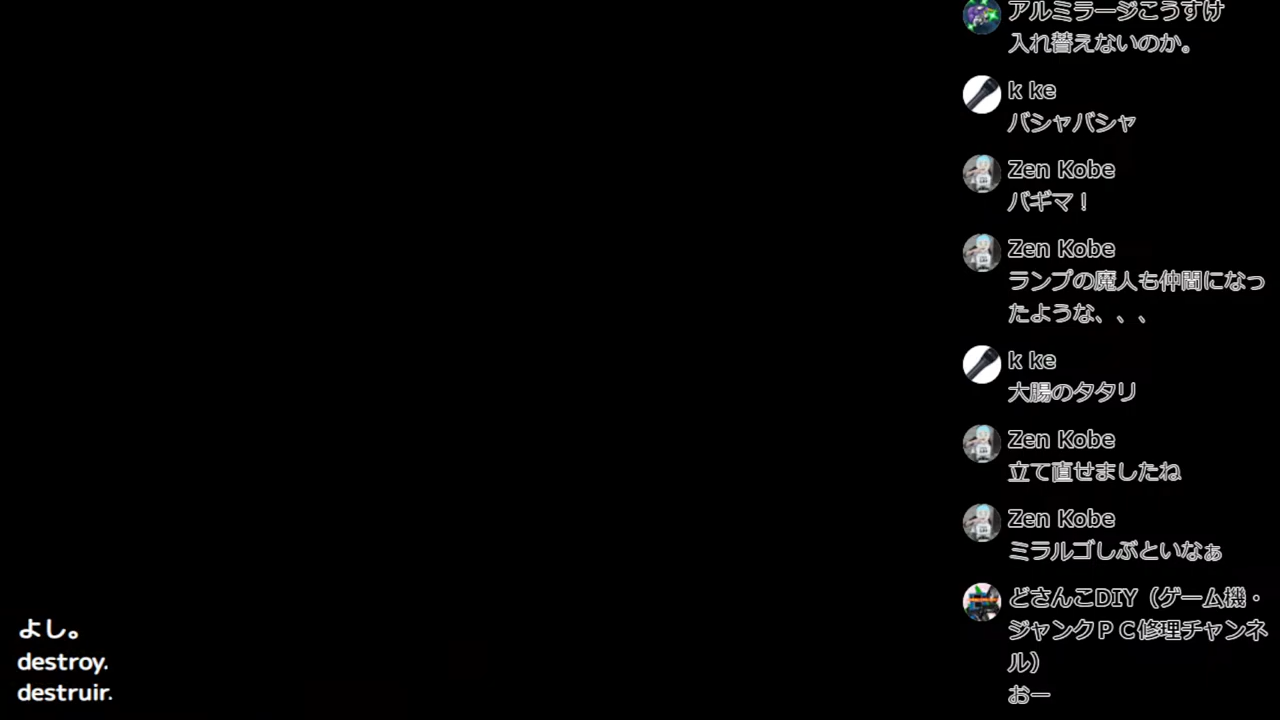 アルミラージこうすけ
入れ替えないのか。
k ke
バシャバシャ
Zen Kobe
バギマ！
Zen Kobe
ランプの魔人も仲間になっ
たような、、、
k ke
大腸のタタリ
Zen Kobe
立て直せましたね
Zen Kobe
ミラルゴしぶといなぁ
どさんこDIY（ゲーム機・
ジャンクＰＣ修理チャンネ
ル）
おー
よし。
destroy.
destruir.